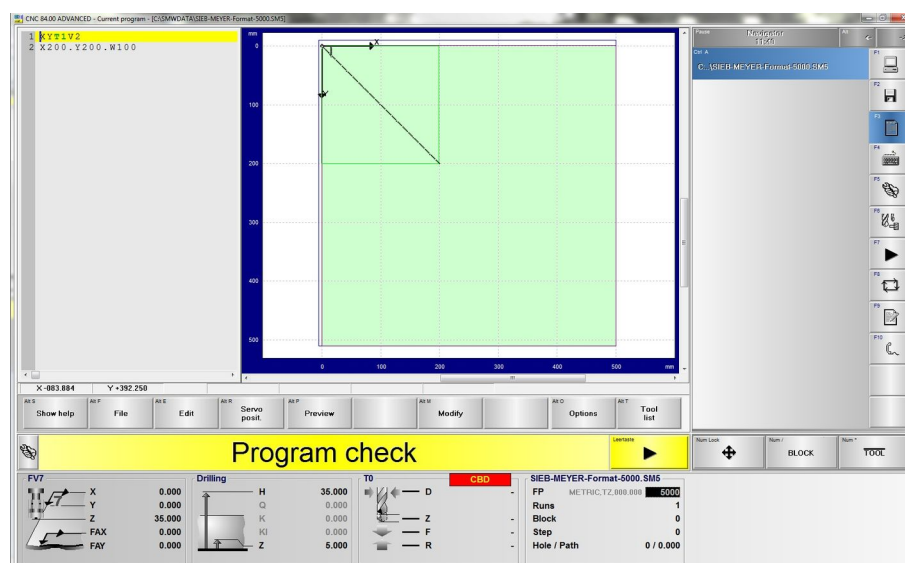 CNC 84.00 ADVANCED - Current program - [C:\SMWDATA\SIEB-MEYER-Format-5000.SM5]
1 XYT1V2
2 X200.Y200.W100
mm
0
100
200
300
400
500
X
Y
0 100 200 300 400 500 mm
X -083.884 Y +392.250
Pause Navigator Alt
Ctrl A
C:..\SIEB-MEYER-Format-5000.SM5
F1
F2
F3
F4
F5
F6
F7
F8
F9
F10
Alt S Show help
Alt F File
Alt E Edit
Alt R Servo posit.
Alt P Preview
Alt M Modify
Alt O Options
Alt T Tool list
Program check
Leertaste
Num Lock
Num / BLOCK
Num * TOOL
FV7
X 0.000
Y 0.000
Z 35.000
FAX 0.000
FAY 0.000
Drilling
H 35.000
Q 0.000
K 0.000
KI 0.000
Z 5.000
T0 CBD
D -
Z -
F -
R -
SIEB-MEYER-Format-5000.SM5
FP METRIC,TZ,000.000 5000
Runs 1
Block 0
Step 0
Hole / Path 0 / 0.000